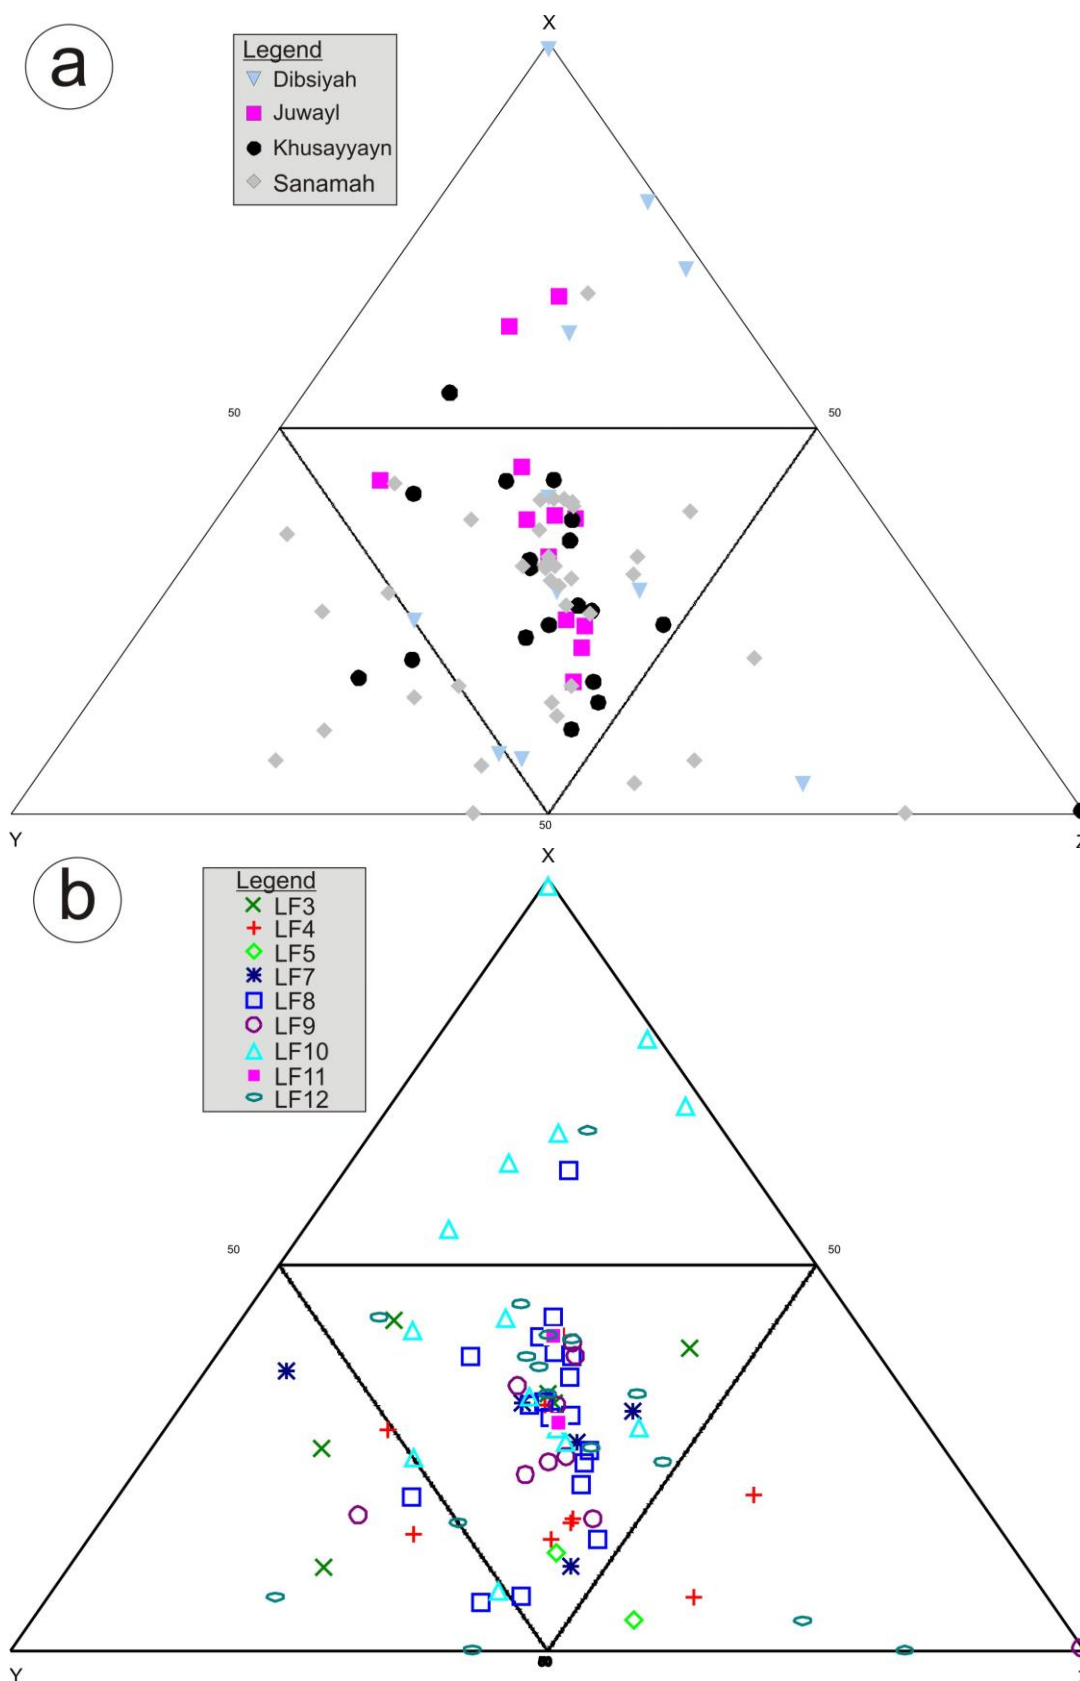 a
X
Legend
Dibsiyah
Juwayl
Khusayyayn
Sanamah
50
50
50
Y
Z
b
X
Legend
LF3
LF4
LF5
LF7
LF8
LF9
LF10
LF11
LF12
50
50
Y